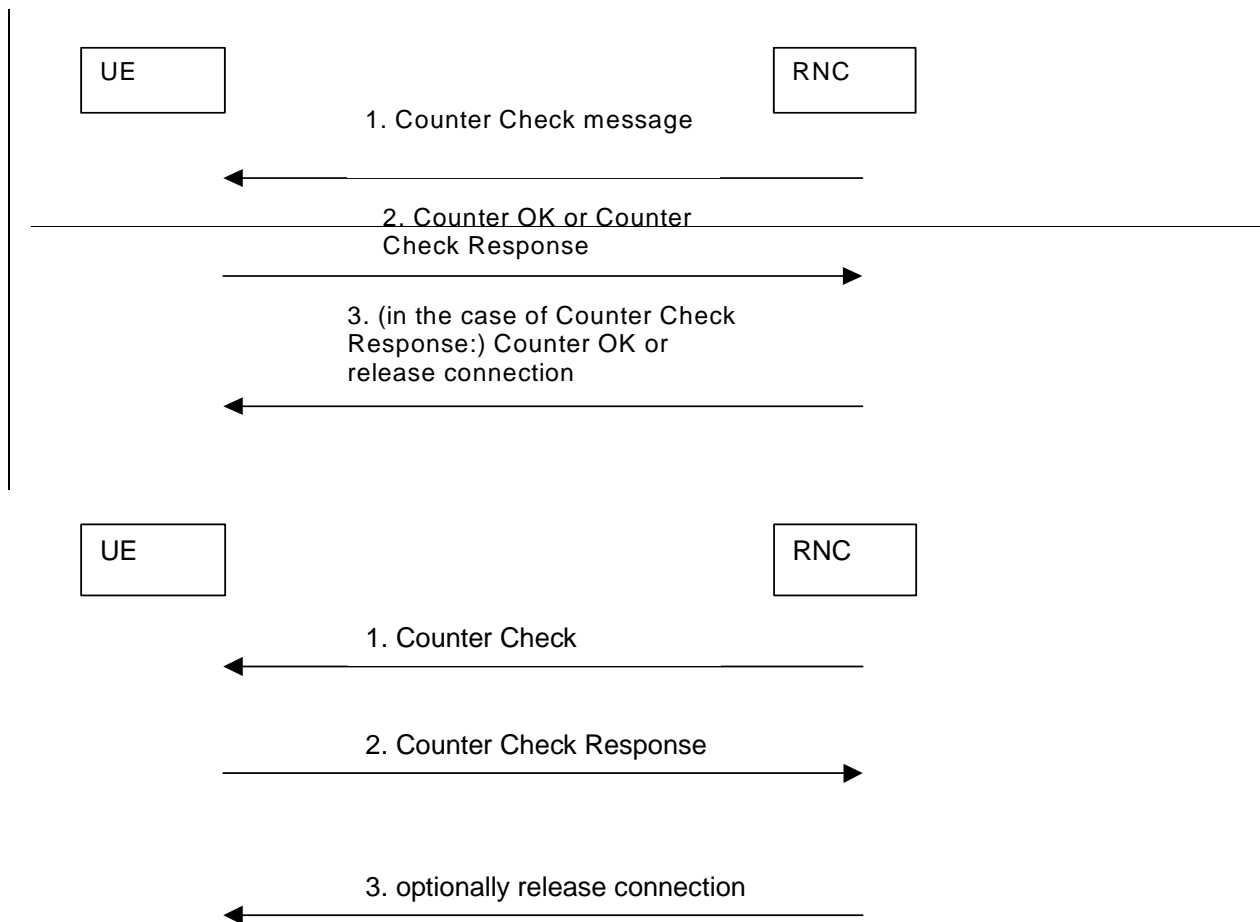 UE
RNC
1. Counter Check message
2. Counter OK or Counter
Check Response
3. (in the case of Counter Check
Response:) Counter OK or
release connection
UE
RNC
1. Counter Check
2. Counter Check Response
3. optionally release connection